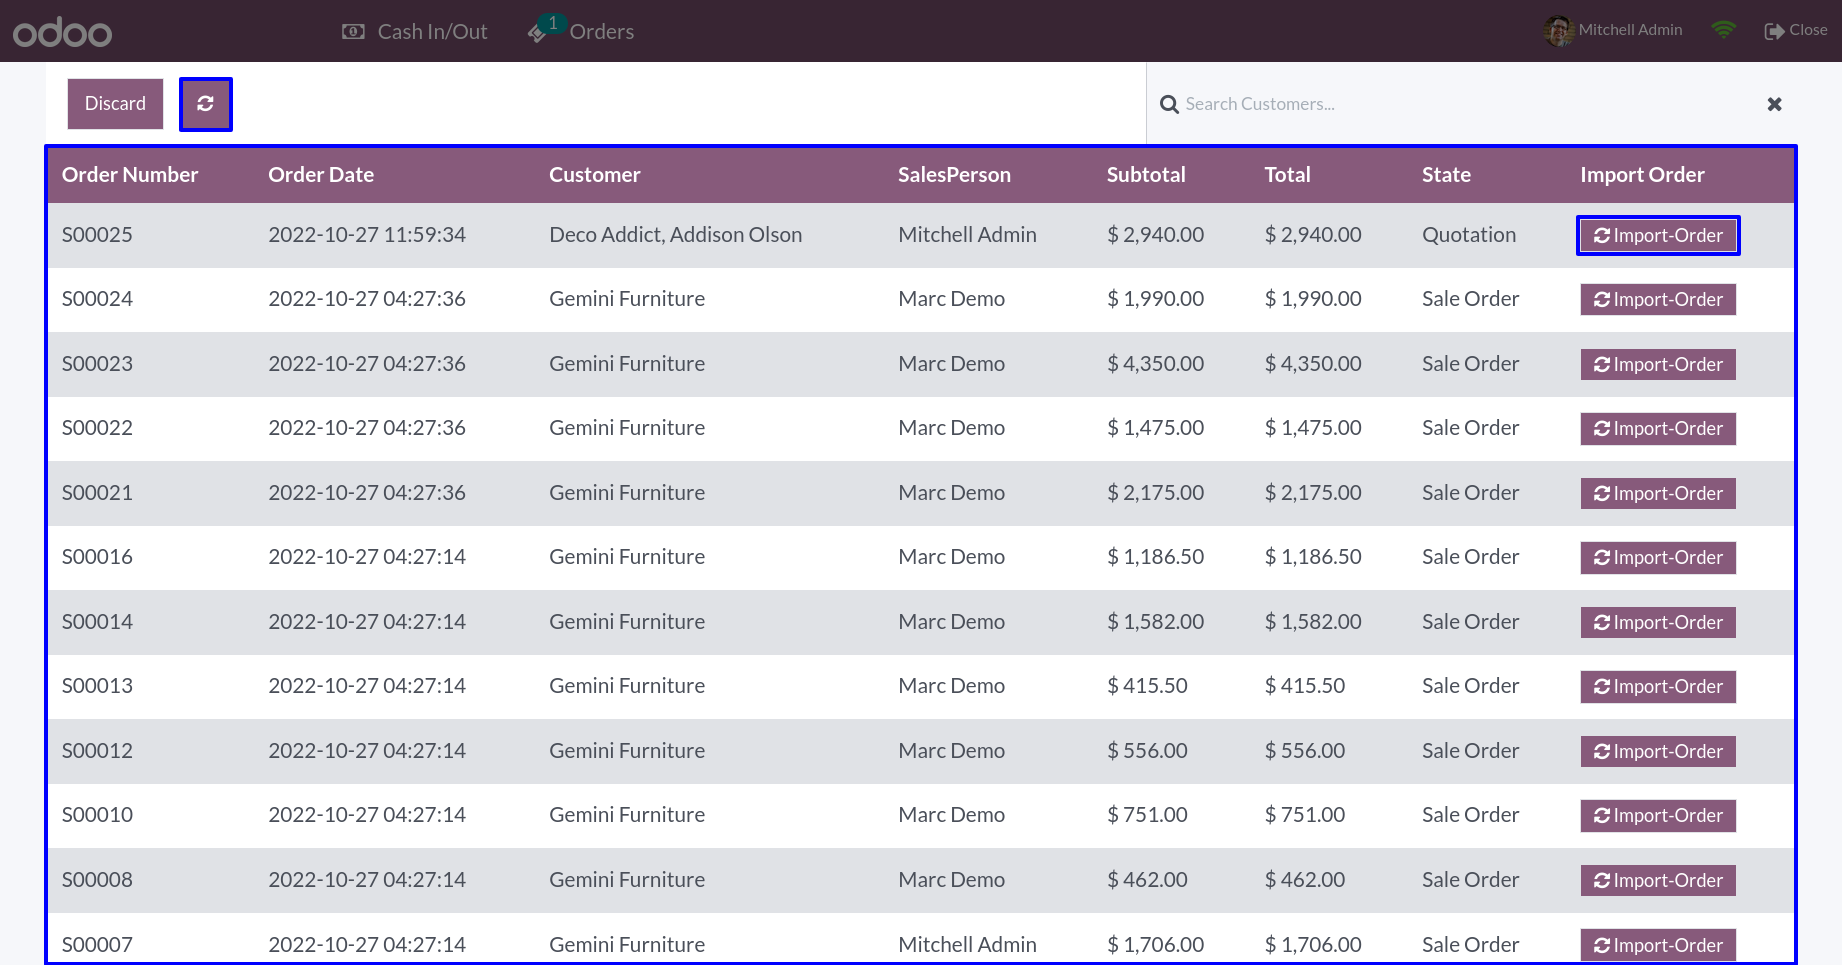 odoo Cash In/Out 1 Orders Mitchell Admin Close
Discard Search Customers...
Order Number Order Date Customer SalesPerson Subtotal Total State Import Order
S00025 2022-10-27 11:59:34 Deco Addict, Addison Olson Mitchell Admin $ 2,940.00 $ 2,940.00 Quotation Import-Order
S00024 2022-10-27 04:27:36 Gemini Furniture Marc Demo $ 1,990.00 $ 1,990.00 Sale Order Import-Order
S00023 2022-10-27 04:27:36 Gemini Furniture Marc Demo $ 4,350.00 $ 4,350.00 Sale Order Import-Order
S00022 2022-10-27 04:27:36 Gemini Furniture Marc Demo $ 1,475.00 $ 1,475.00 Sale Order Import-Order
S00021 2022-10-27 04:27:36 Gemini Furniture Marc Demo $ 2,175.00 $ 2,175.00 Sale Order Import-Order
S00016 2022-10-27 04:27:14 Gemini Furniture Marc Demo $ 1,186.50 $ 1,186.50 Sale Order Import-Order
S00014 2022-10-27 04:27:14 Gemini Furniture Marc Demo $ 1,582.00 $ 1,582.00 Sale Order Import-Order
S00013 2022-10-27 04:27:14 Gemini Furniture Marc Demo $ 415.50 $ 415.50 Sale Order Import-Order
S00012 2022-10-27 04:27:14 Gemini Furniture Marc Demo $ 556.00 $ 556.00 Sale Order Import-Order
S00010 2022-10-27 04:27:14 Gemini Furniture Marc Demo $ 751.00 $ 751.00 Sale Order Import-Order
S00008 2022-10-27 04:27:14 Gemini Furniture Marc Demo $ 462.00 $ 462.00 Sale Order Import-Order
S00007 2022-10-27 04:27:14 Gemini Furniture Mitchell Admin $ 1,706.00 $ 1,706.00 Sale Order Import-Order